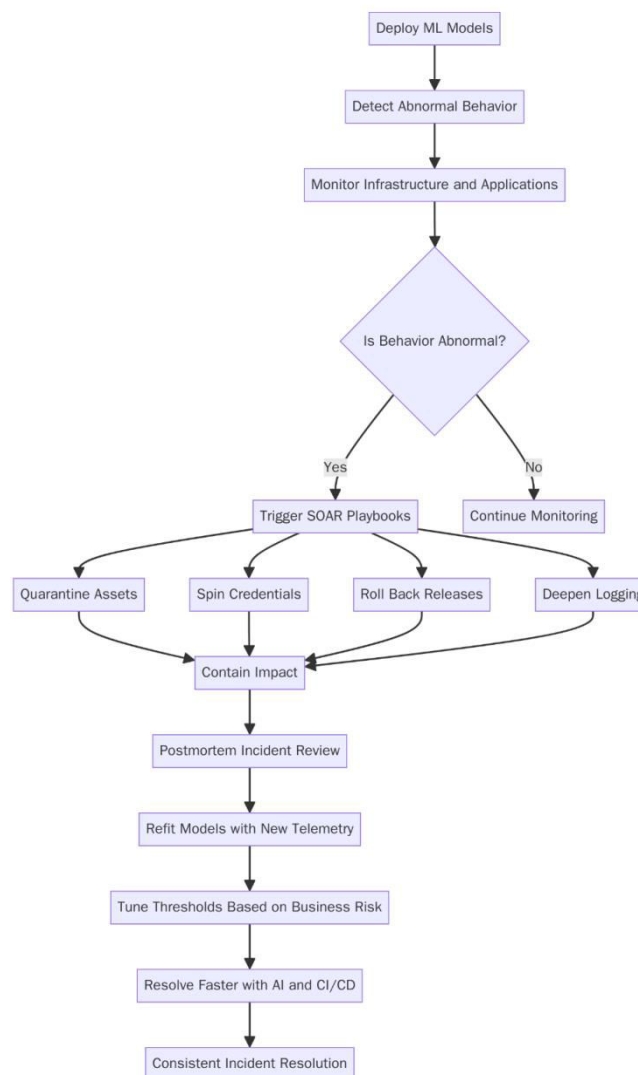 Deploy ML Models
Detect Abnormal Behavior
Monitor Infrastructure and Applications
Is Behavior Abnormal?
Yes
No
Trigger SOAR Playbooks
Continue Monitoring
Quarantine Assets
Spin Credentials
Roll Back Releases
Deepen Logging
Contain Impact
Postmortem Incident Review
Refit Models with New Telemetry
Tune Thresholds Based on Business Risk
Resolve Faster with AI and CI/CD
Consistent Incident Resolution